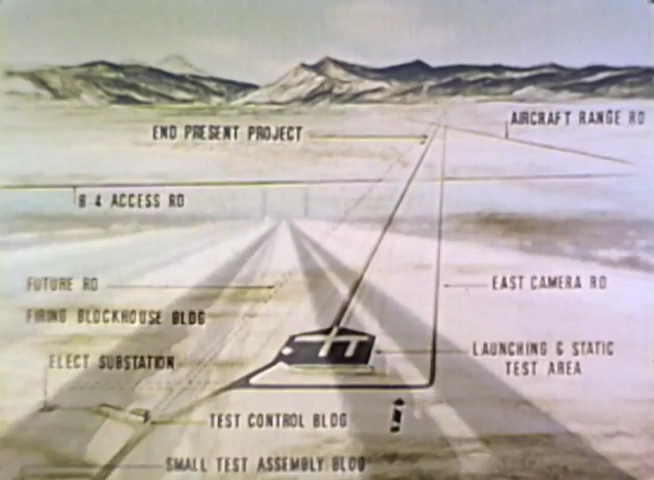 AIRCRAFT RANGE RD
END PRESENT PROJECT
B 4 ACCESS RD
FUTURE RD
EAST CAMERA RD
FIRING BLOCKHOUSE BLDG
LAUNCHING & STATIC
TEST AREA
ELECT SUBSTATION
TEST CONTROL BLDG
SMALL TEST ASSEMBLY BLDG